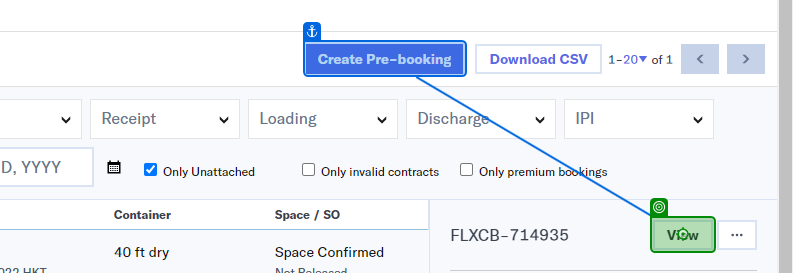 Create Pre-booking
Download CSV
1-20 of 1
Receipt
Loading
Discharge
IPI
D, YYYY
Only Unattached
Only invalid contracts
Only premium bookings
Container
Space / SO
FLXCB-714935
View
40 ft dry
Space Confirmed
022 HKT
Not Released